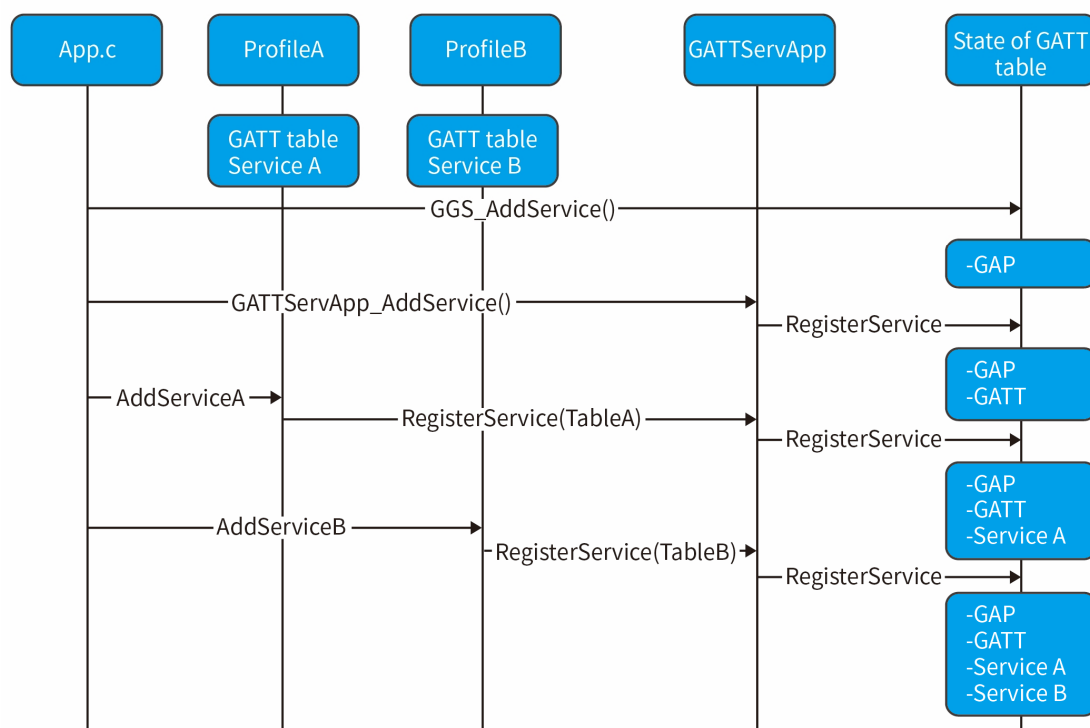 App.c
ProfileA
ProfileB
GATTServApp
State of GATT
table
GATT table
Service A
GATT table
Service B
GGS_AddService()
-GAP
GATTServApp_AddService()
RegisterService
-GAP
-GATT
AddServiceA
RegisterService(TableA)
RegisterService
-GAP
-GATT
-Service A
AddServiceB
RegisterService(TableB)
RegisterService
-GAP
-GATT
-Service A
-Service B